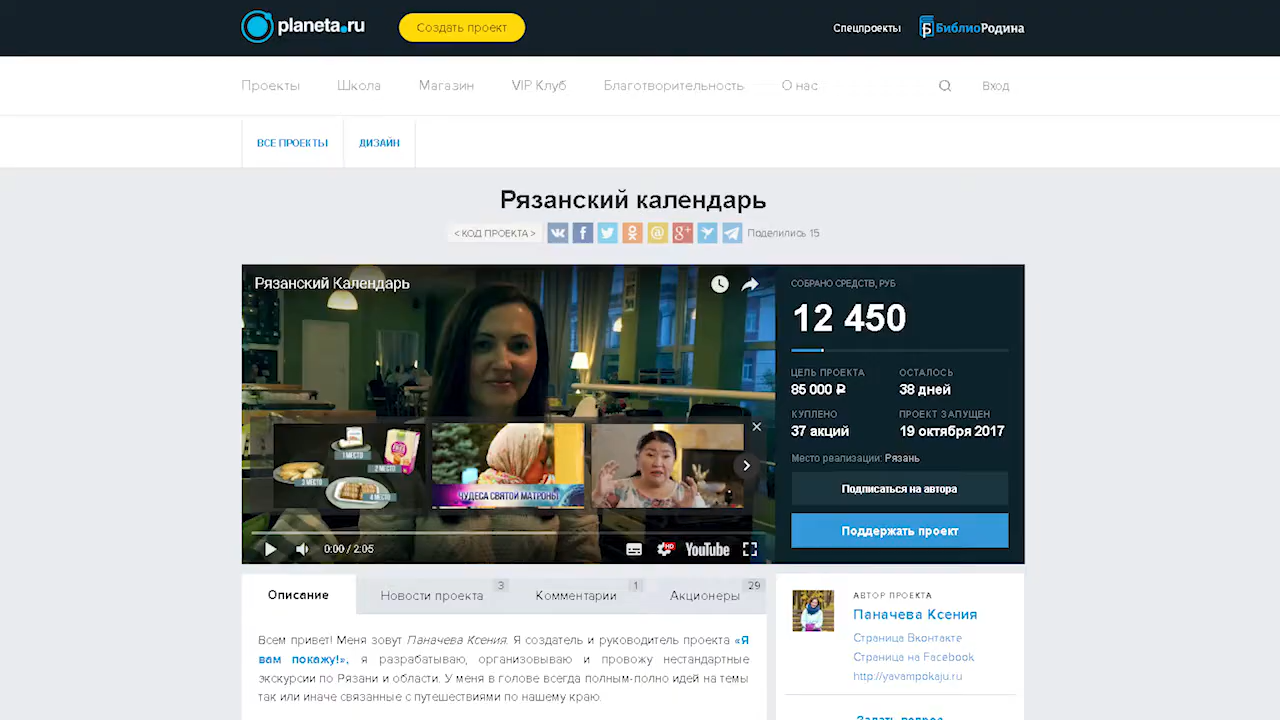 planeta.ru
Создать проект
Спецпроекты
БиблиоРодина
Проекты Школа Магазин VIP Клуб Благотворительность О нас Вход
ВСЕ ПРОЕКТЫ ДИЗАЙН
Рязанский календарь
< КОД ПРОЕКТА > Поделились 15
Рязанский Календарь
1 МЕСТО
2 МЕСТО
3 МЕСТО
4 МЕСТО
ЧУДЕСА СВЯТОЙ МАТРОНЫ
0:00 / 2:05
HD
YouTube
СОБРАНО СРЕДСТВ, РУБ
12 450
ЦЕЛЬ ПРОЕКТА ОСТАЛОСЬ
85 000 ₽ 38 дней
КУПЛЕНО ПРОЕКТ ЗАПУЩЕН
37 акций 19 октября 2017
Место реализации: Рязань
Подписаться на автора
Поддержать проект
Описание Новости проекта 3 Комментарии 1 Акционеры 29
Всем привет! Меня зовут Паначева Ксения. Я создатель и руководитель проекта «Я
вам покажу!», я разрабатываю, организовываю и провожу нестандартные
экскурсии по Рязани и области. У меня в голове всегда полным-полно идей на темы
так или иначе связанные с путешествиями по нашему краю.
АВТОР ПРОЕКТА
Паначева Ксения
Страница Вконтакте
Страница на Facebook
http://yavampokaju.ru
Задать вопрос